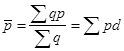 p̄ = ∑qp / ∑q = ∑pd